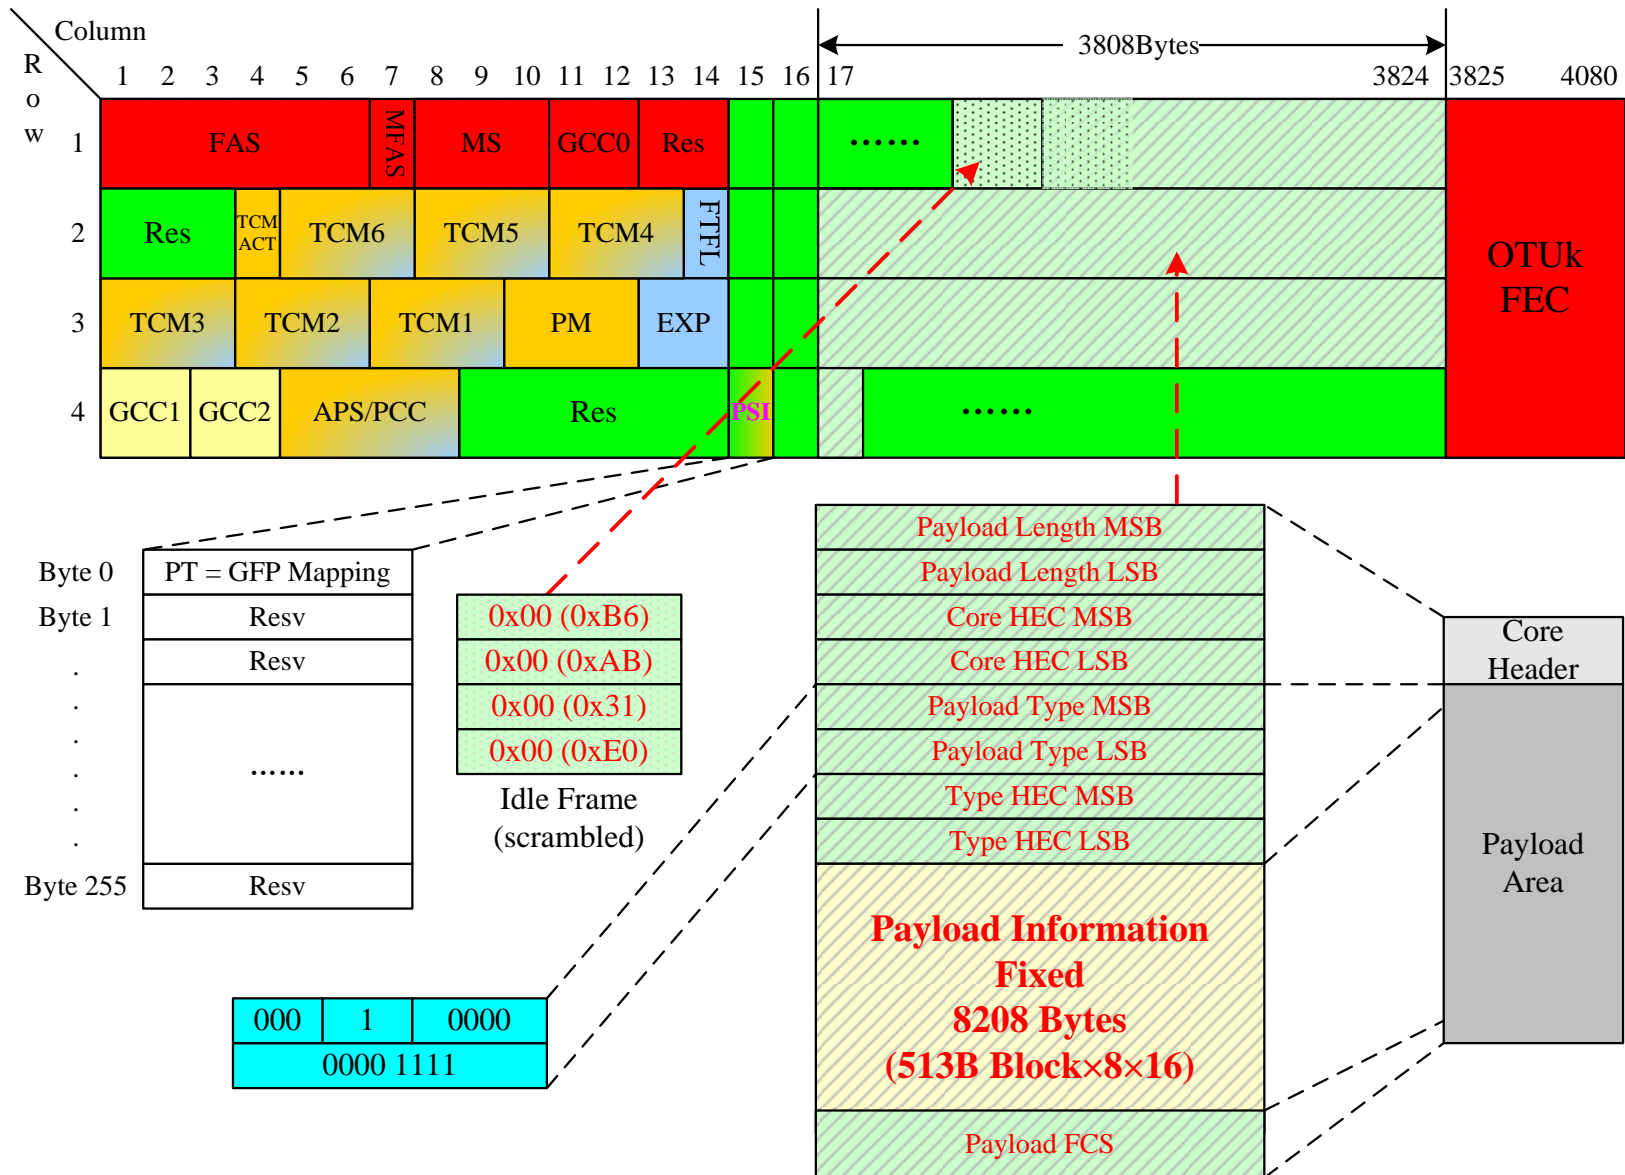 Column
Row
3808Bytes
1 2 3 4 5 6 7 8 9 10 11 12 13 14 15 16 17 3824 3825 4080
1 FAS MFAS MS GCC0 Res ……
2 Res TCM ACT TCM6 TCM5 TCM4 FTFL
OTUk
FEC
3 TCM3 TCM2 TCM1 PM EXP
4 GCC1 GCC2 APS/PCC Res PSI ……
Byte 0 PT = GFP Mapping
Byte 1 Resv
. Resv
.
. ……
.
.
Byte 255 Resv
0x00 (0xB6)
0x00 (0xAB)
0x00 (0x31)
0x00 (0xE0)
Idle Frame
(scrambled)
Payload Length MSB
Payload Length LSB
Core HEC MSB
Core HEC LSB
Payload Type MSB
Payload Type LSB
Type HEC MSB
Type HEC LSB
Payload Information
Fixed
8208 Bytes
(513B Block×8×16)
Payload FCS
Core
Header
Payload
Area
000 1 0000
0000 1111